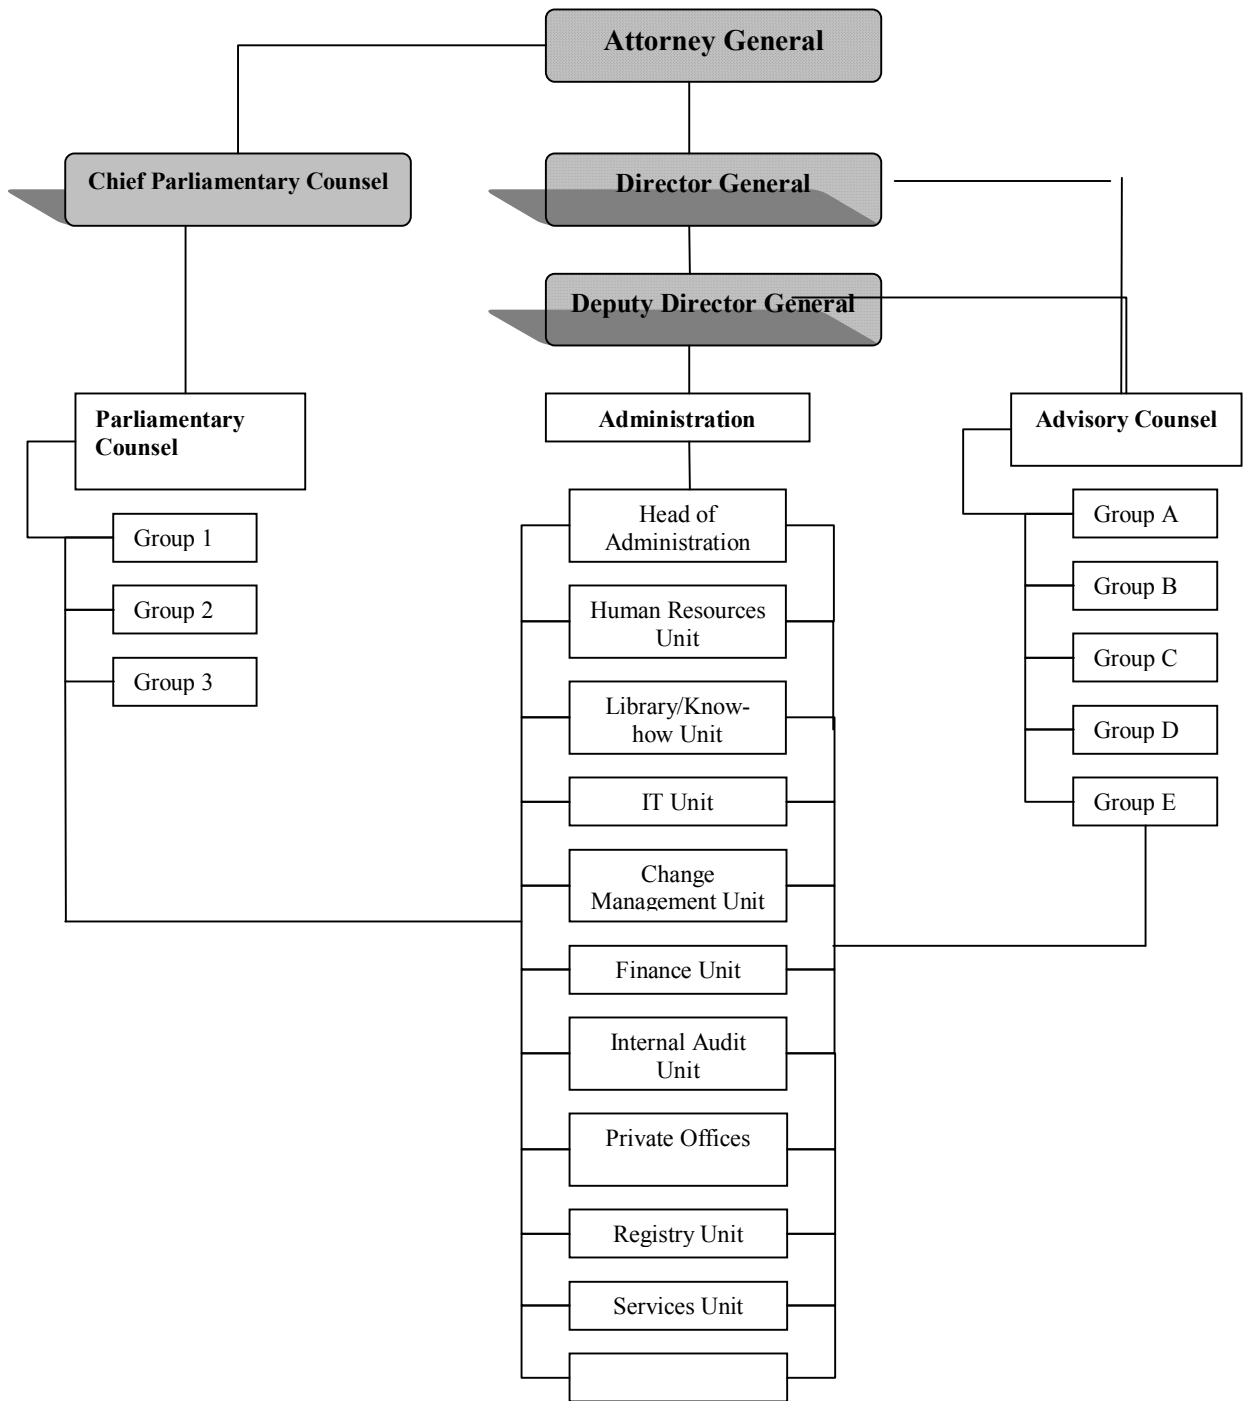 Attorney General
Chief Parliamentary Counsel
Director General
Deputy Director General
Parliamentary
Counsel
Administration
Advisory Counsel
Group 1
Group 2
Group 3
Head of
Administration
Human Resources
Unit
Library/Know-
how Unit
IT Unit
Change
Management Unit
Finance Unit
Internal Audit
Unit
Private Offices
Registry Unit
Services Unit
Group A
Group B
Group C
Group D
Group E